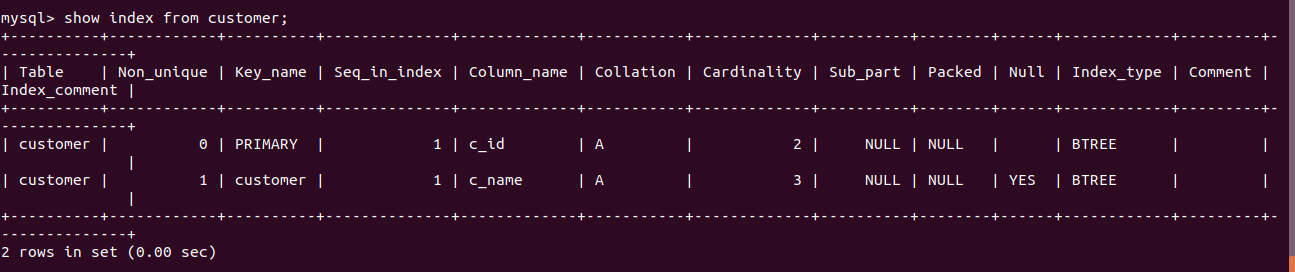 mysql> show index from customer;
+----------+------------+----------+--------------+-------------+-----------+-------------+----------+--------+------+------------+---------+-
--------------+
| Table    | Non_unique | Key_name | Seq_in_index | Column_name | Collation | Cardinality | Sub_part | Packed | Null | Index_type | Comment |
Index_comment |
+----------+------------+----------+--------------+-------------+-----------+-------------+----------+--------+------+------------+---------+-
--------------+
| customer |          0 | PRIMARY  |            1 | c_id        | A         |           2 |     NULL | NULL   |      | BTREE      |         |
              |
| customer |          1 | customer |            1 | c_name      | A         |           3 |     NULL | NULL   | YES  | BTREE      |         |
              |
+----------+------------+----------+--------------+-------------+-----------+-------------+----------+--------+------+------------+---------+-
--------------+
2 rows in set (0.00 sec)